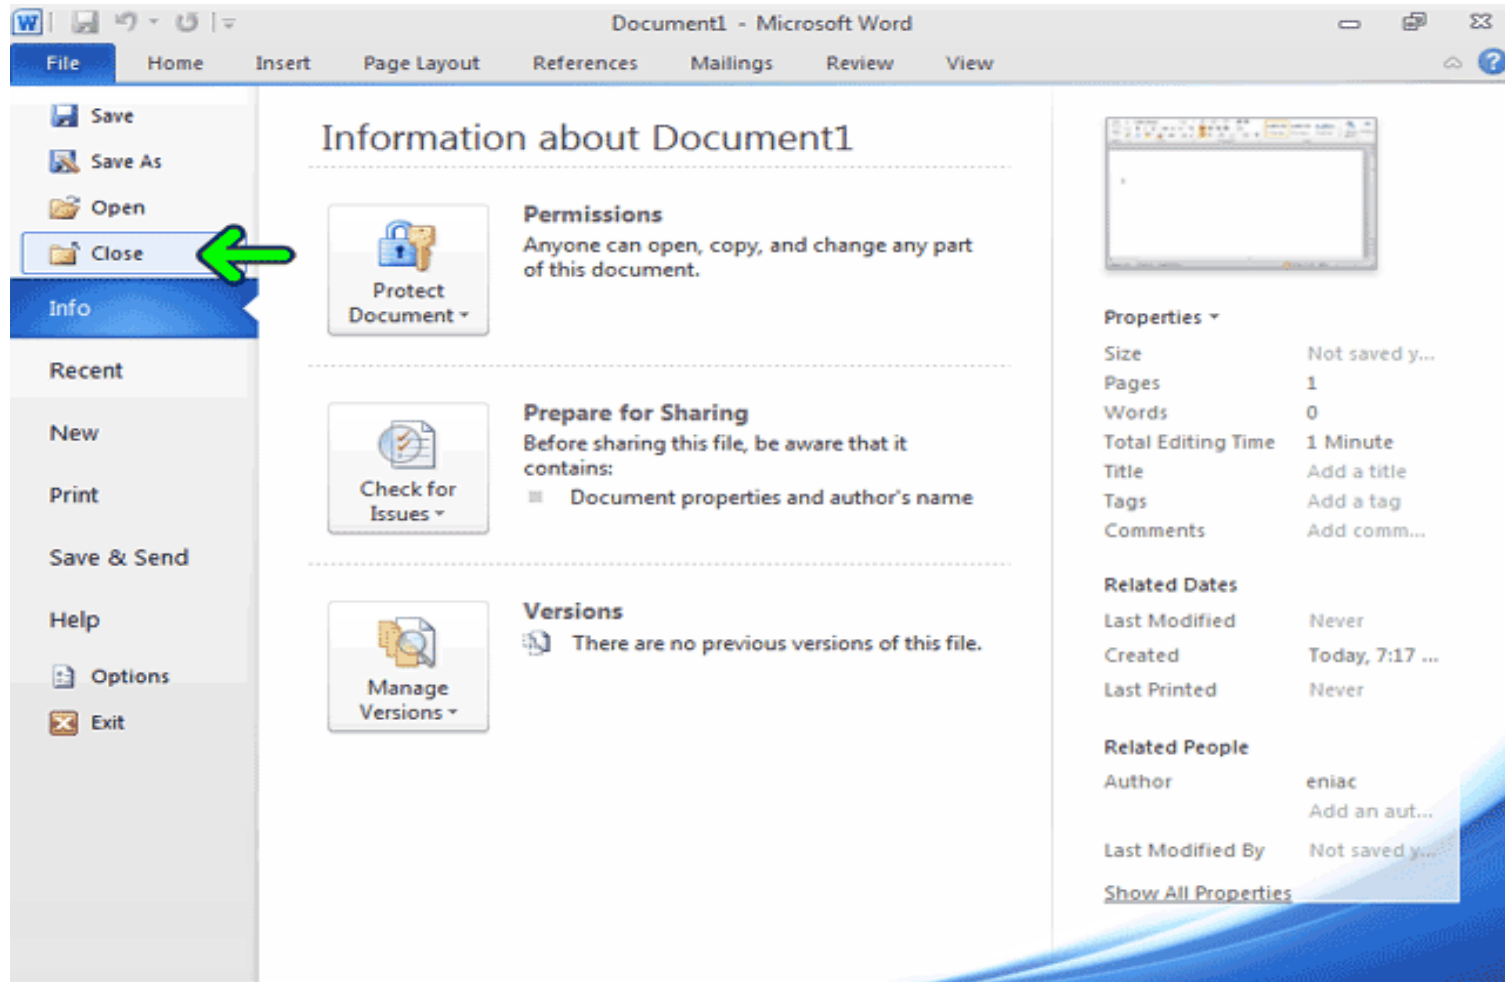 Document1 - Microsoft Word
File Home Insert Page Layout References Mailings Review View
Save
Save As
Open
Close
Info
Recent
New
Print
Save & Send
Help
Options
Exit
Information about Document1
Protect
Document
Permissions
Anyone can open, copy, and change any part
of this document.
Check for
Issues
Prepare for Sharing
Before sharing this file, be aware that it
contains:
Document properties and author's name
Manage
Versions
Versions
There are no previous versions of this file.
Properties
Size Not saved y...
Pages 1
Words 0
Total Editing Time 1 Minute
Title Add a title
Tags Add a tag
Comments Add comm...
Related Dates
Last Modified Never
Created Today, 7:17 ...
Last Printed Never
Related People
Author eniac
Add an aut...
Last Modified By Not saved y...
Show All Properties